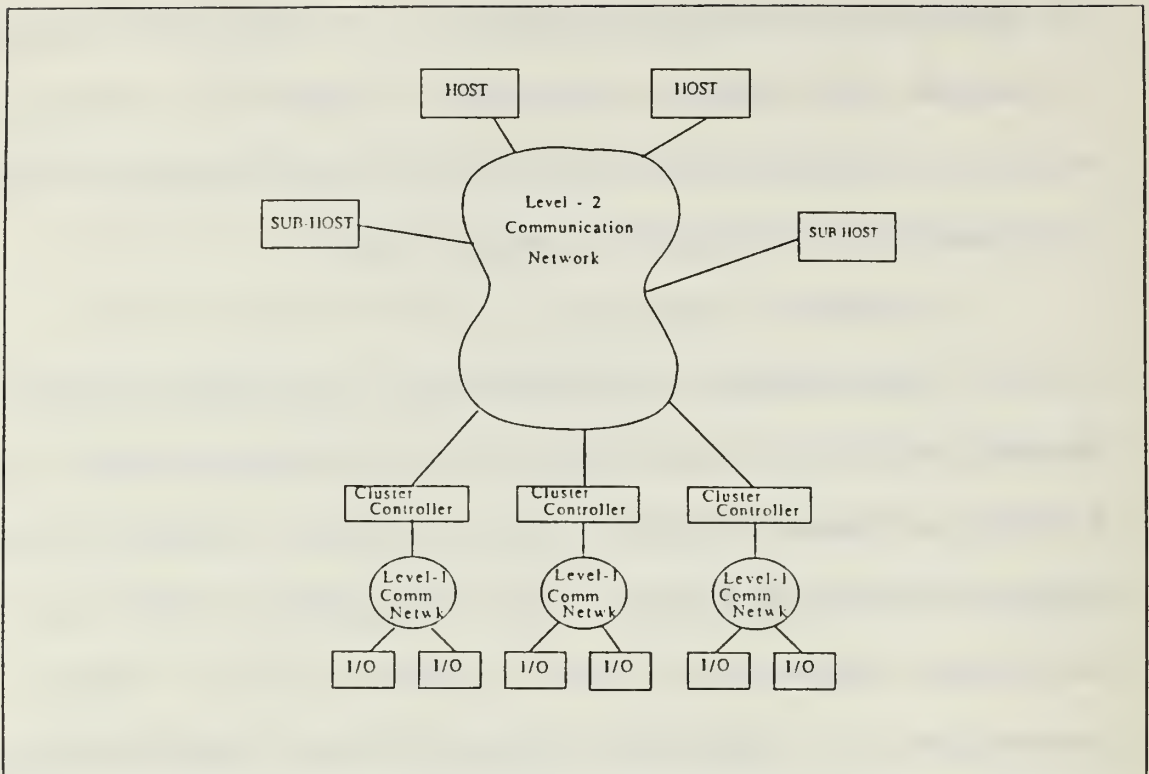 HOST
HOST
Level - 2
Communication
Network
SUB-HOST
SUB HOST
Cluster
Controller
Cluster
Controller
Cluster
Controller
Level-1
Comm
Netwk
Level-1
Comm
Netwk
Level-1
Comm
Netwk
I/O
I/O
I/O
I/O
I/O
I/O